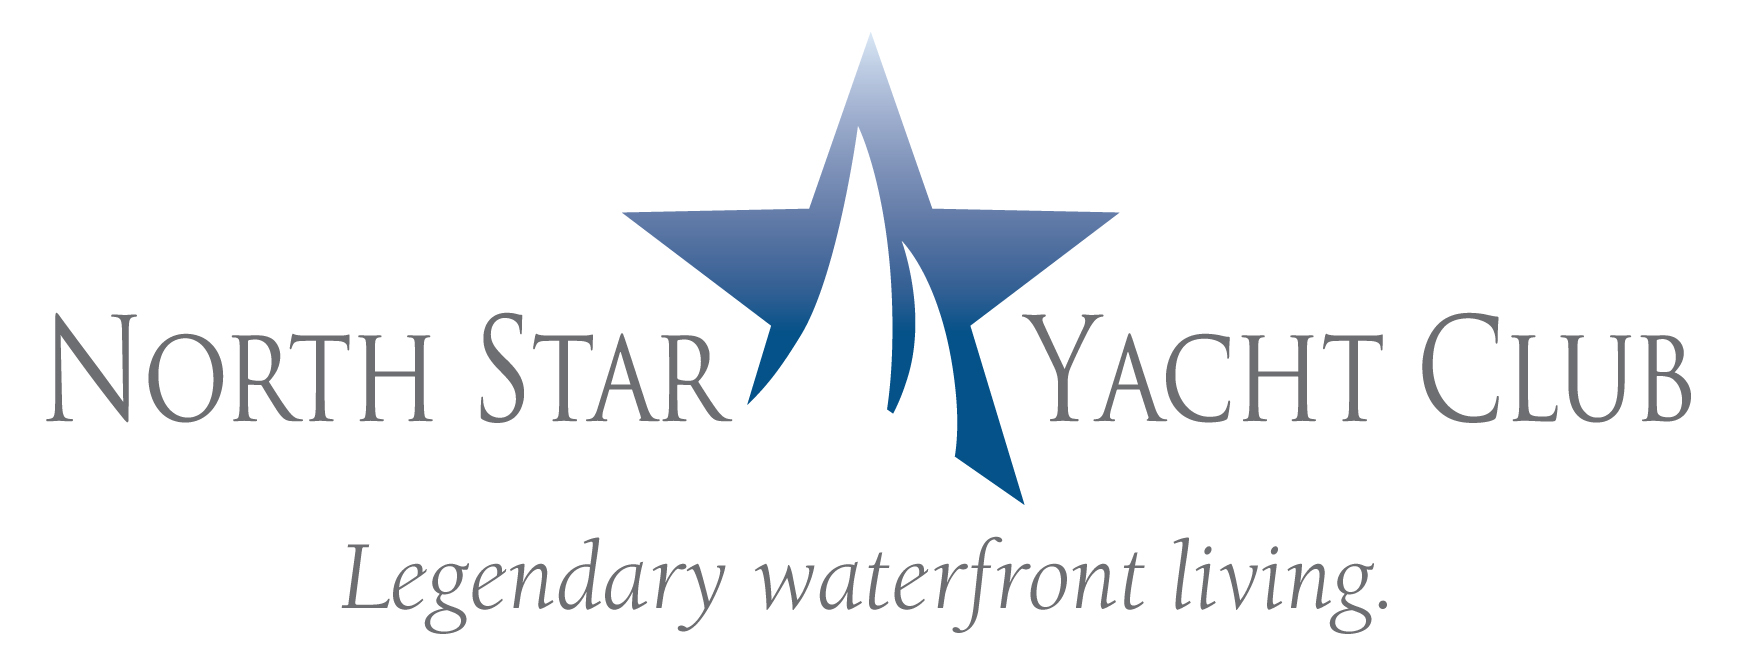 North Star Yacht Club
Legendary waterfront living.